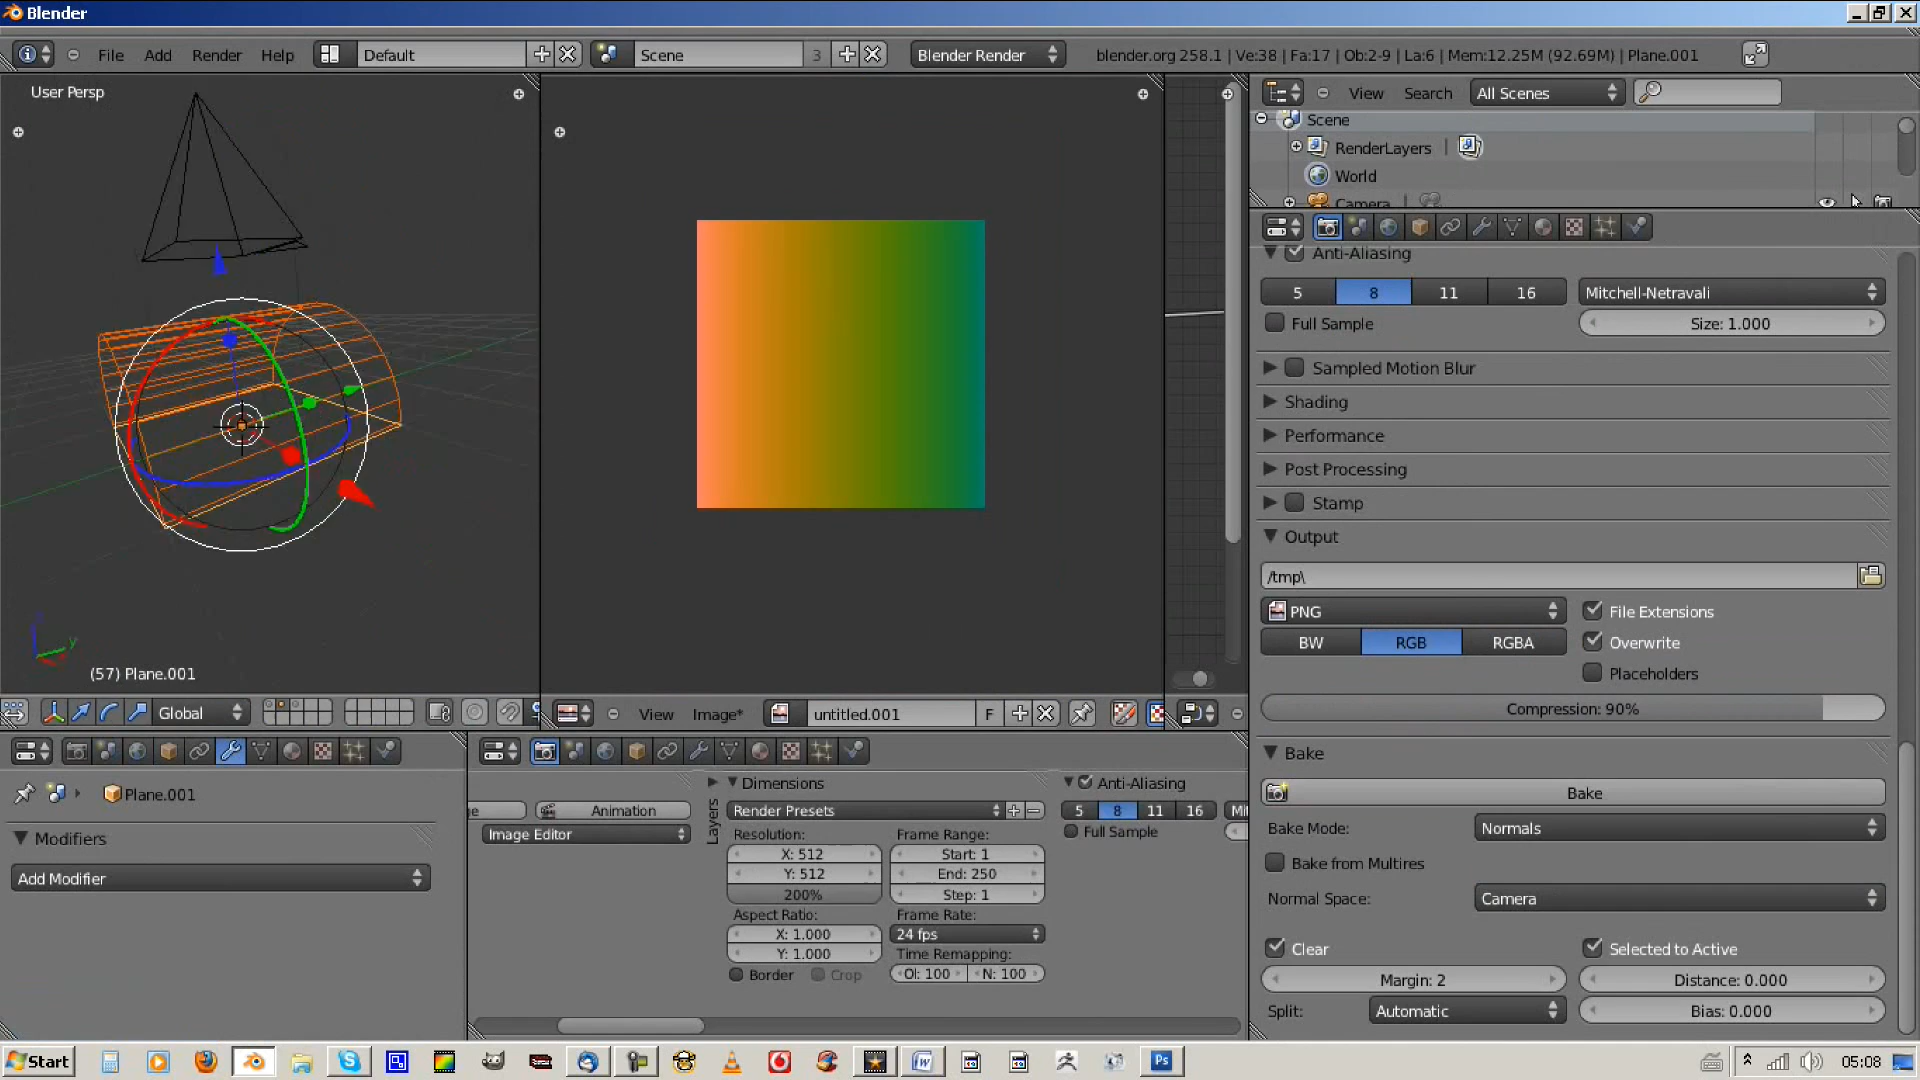 Blender
File Add Render Help Default Scene 3 Blender Render blender.org 258.1 | Ve:38 | Fa:17 | Ob:2-9 | La:6 | Mem:12.25M (92.69M) | Plane.001
User Persp
(57) Plane.001
Global
View Image* untitled.001 F
View Search All Scenes
Scene
RenderLayers
World
Camera
Anti-Aliasing
5 8 11 16 Mitchell-Netravali
Full Sample Size: 1.000
Sampled Motion Blur
Shading
Performance
Post Processing
Stamp
Output
/tmp\
PNG File Extensions
BW RGB RGBA Overwrite
Placeholders
Compression: 90%
Bake
Bake
Bake Mode: Normals
Bake from Multires
Normal Space: Camera
Clear Selected to Active
Margin: 2 Distance: 0.000
Split: Automatic Bias: 0.000
Plane.001
Modifiers
Add Modifier
Animation
Image Editor
Layers
Dimensions
Render Presets
Resolution: Frame Range:
X: 512 Start: 1
Y: 512 End: 250
200% Step: 1
Aspect Ratio: Frame Rate:
X: 1.000 24 fps
Y: 1.000 Time Remapping:
Border Crop Ol: 100 N: 100
Anti-Aliasing
5 8 11 16
Full Sample
Start Ps 05:08